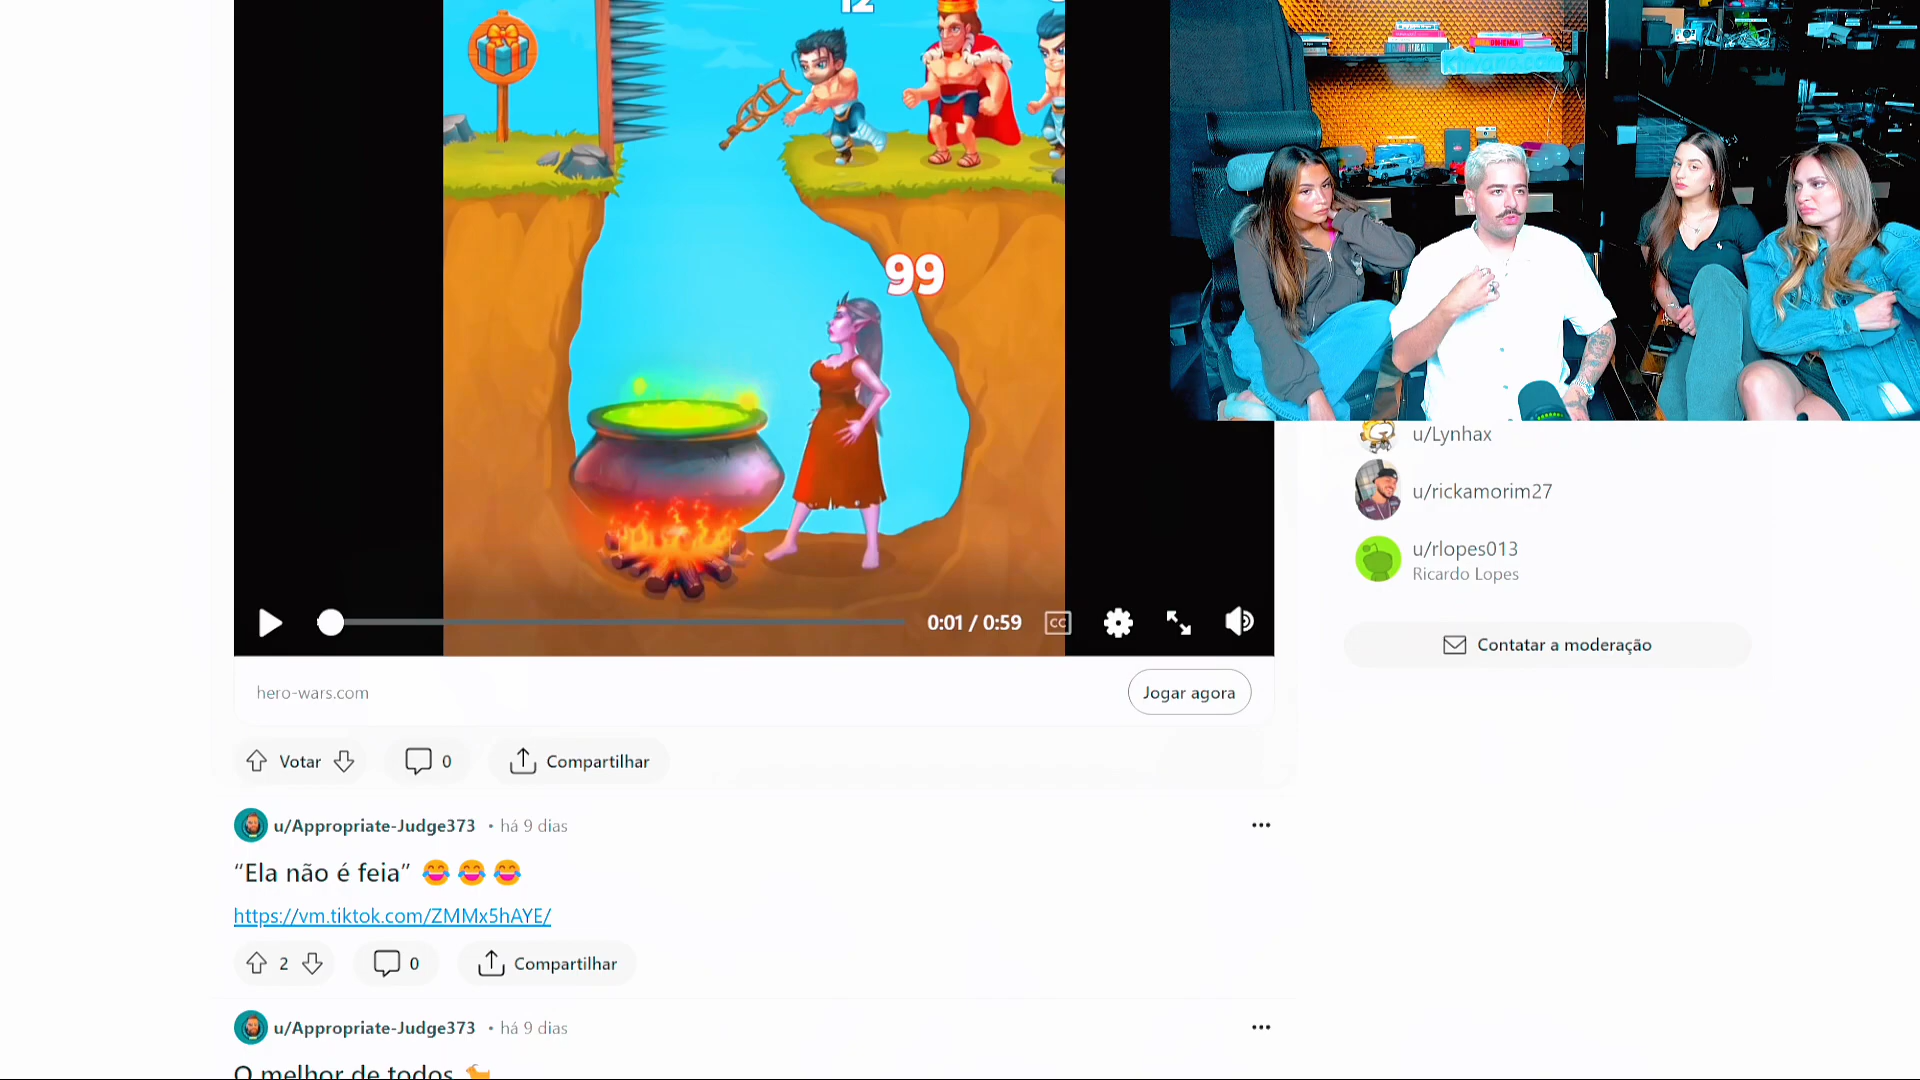 12
99
0:01 / 0:59
CC
hero-wars.com
Jogar agora
Votar
0
Compartilhar
u/Appropriate-Judge373 • há 9 dias
“Ela não é feia” 😂 😂 😂
https://vm.tiktok.com/ZMMx5hAYE/
2
0
Compartilhar
u/Appropriate-Judge373 • há 9 dias
O melhor de todos
u/Lynhax
u/rickamorim27
u/rlopes013
Ricardo Lopes
Contatar a moderação